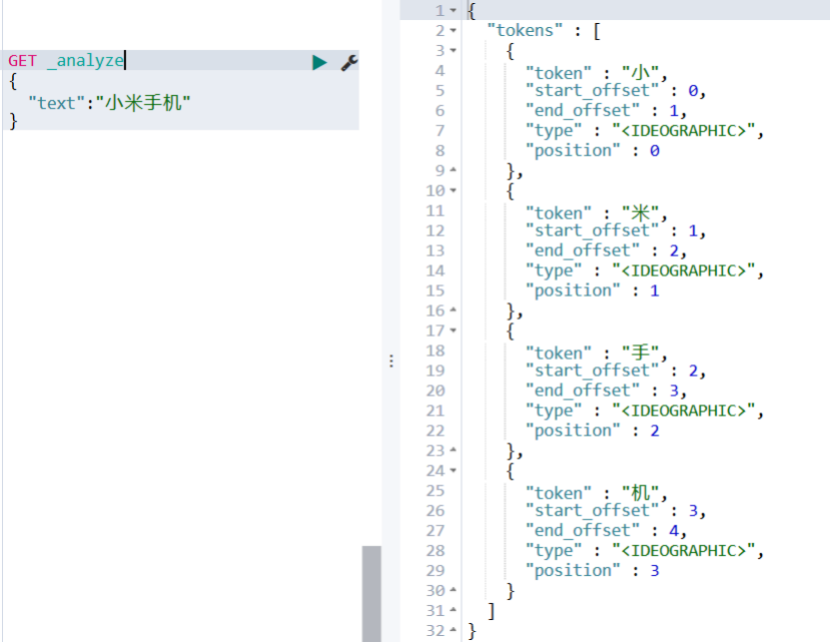 GET _analyze
{
  "text":"小米手机"
}
1 {
2   "tokens" : [
3     {
4       "token" : "小",
5       "start_offset" : 0,
6       "end_offset" : 1,
7       "type" : "<IDEOGRAPHIC>",
8       "position" : 0
9     },
10     {
11       "token" : "米",
12       "start_offset" : 1,
13       "end_offset" : 2,
14       "type" : "<IDEOGRAPHIC>",
15       "position" : 1
16     },
17     {
18       "token" : "手",
19       "start_offset" : 2,
20       "end_offset" : 3,
21       "type" : "<IDEOGRAPHIC>",
22       "position" : 2
23     },
24     {
25       "token" : "机",
26       "start_offset" : 3,
27       "end_offset" : 4,
28       "type" : "<IDEOGRAPHIC>",
29       "position" : 3
30     }
31   ]
32 }